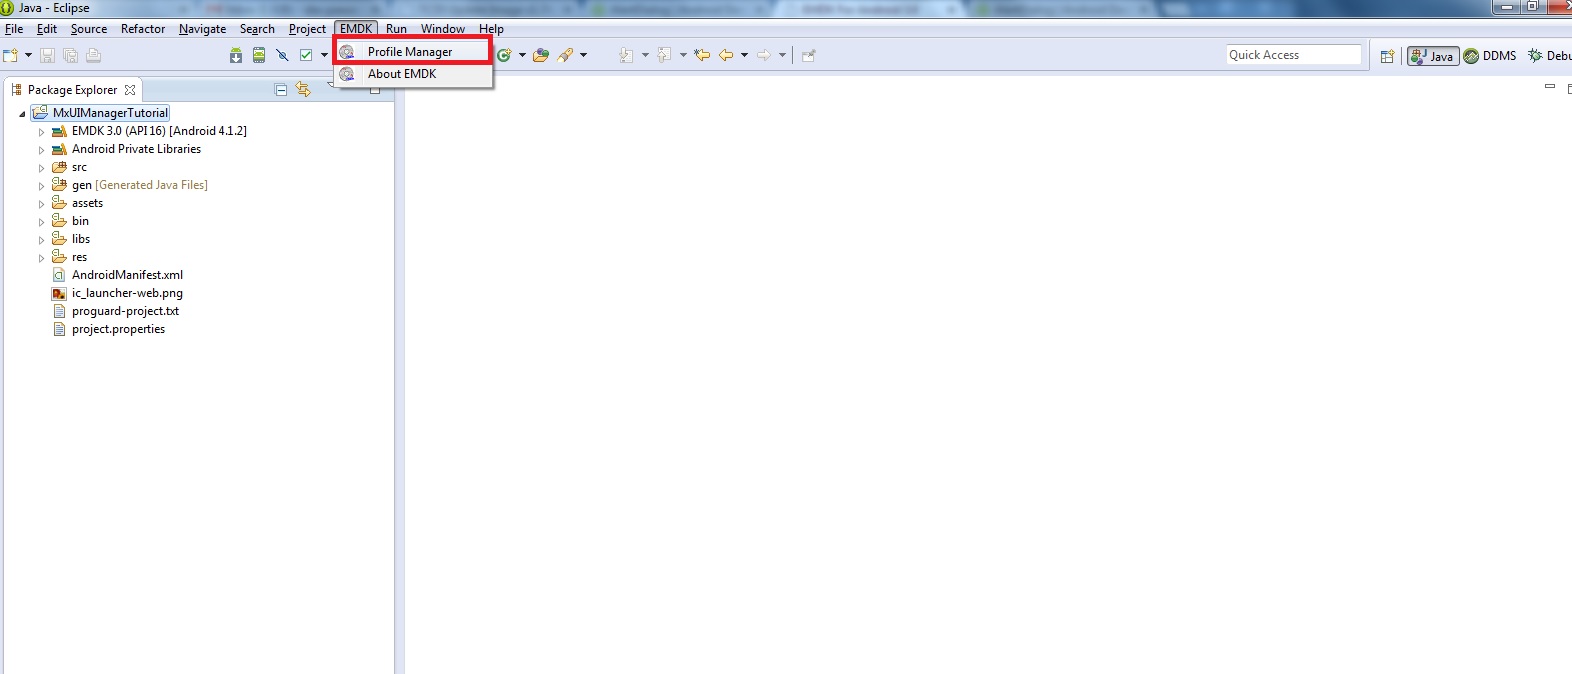 Java - Eclipse
File Edit Source Refactor Navigate Search Project EMDK Run Window Help
Profile Manager
About EMDK
Quick Access
Java
DDMS
Debu
Package Explorer
MxUIManagerTutorial
EMDK 3.0 (API 16) [Android 4.1.2]
Android Private Libraries
src
gen [Generated Java Files]
assets
bin
libs
res
AndroidManifest.xml
ic_launcher-web.png
proguard-project.txt
project.properties